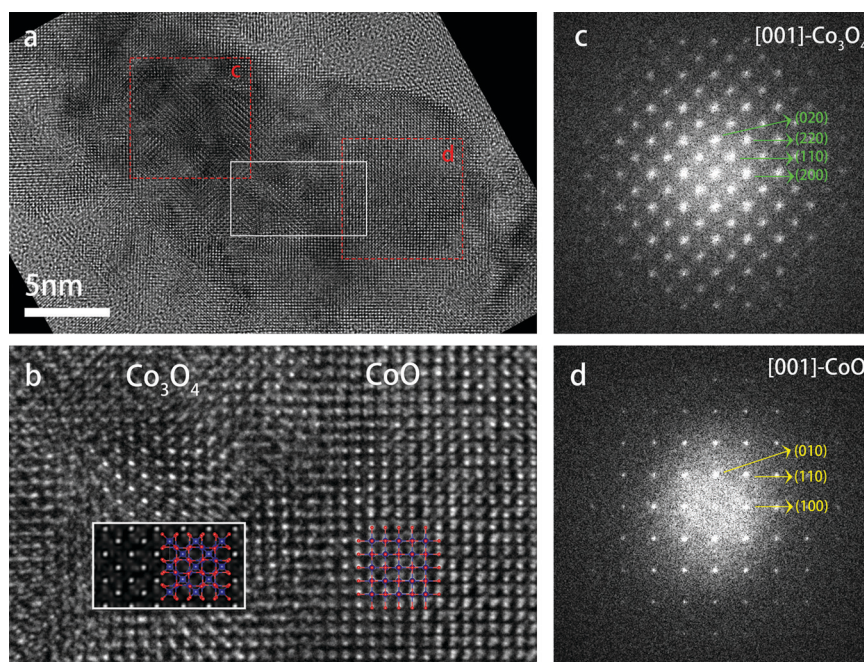 a
c
d
5nm
b
Co₃O₄
CoO
c
[001]-Co₃O₄
(020)
(220)
(110)
(200)
d
[001]-CoO
(010)
(110)
(100)